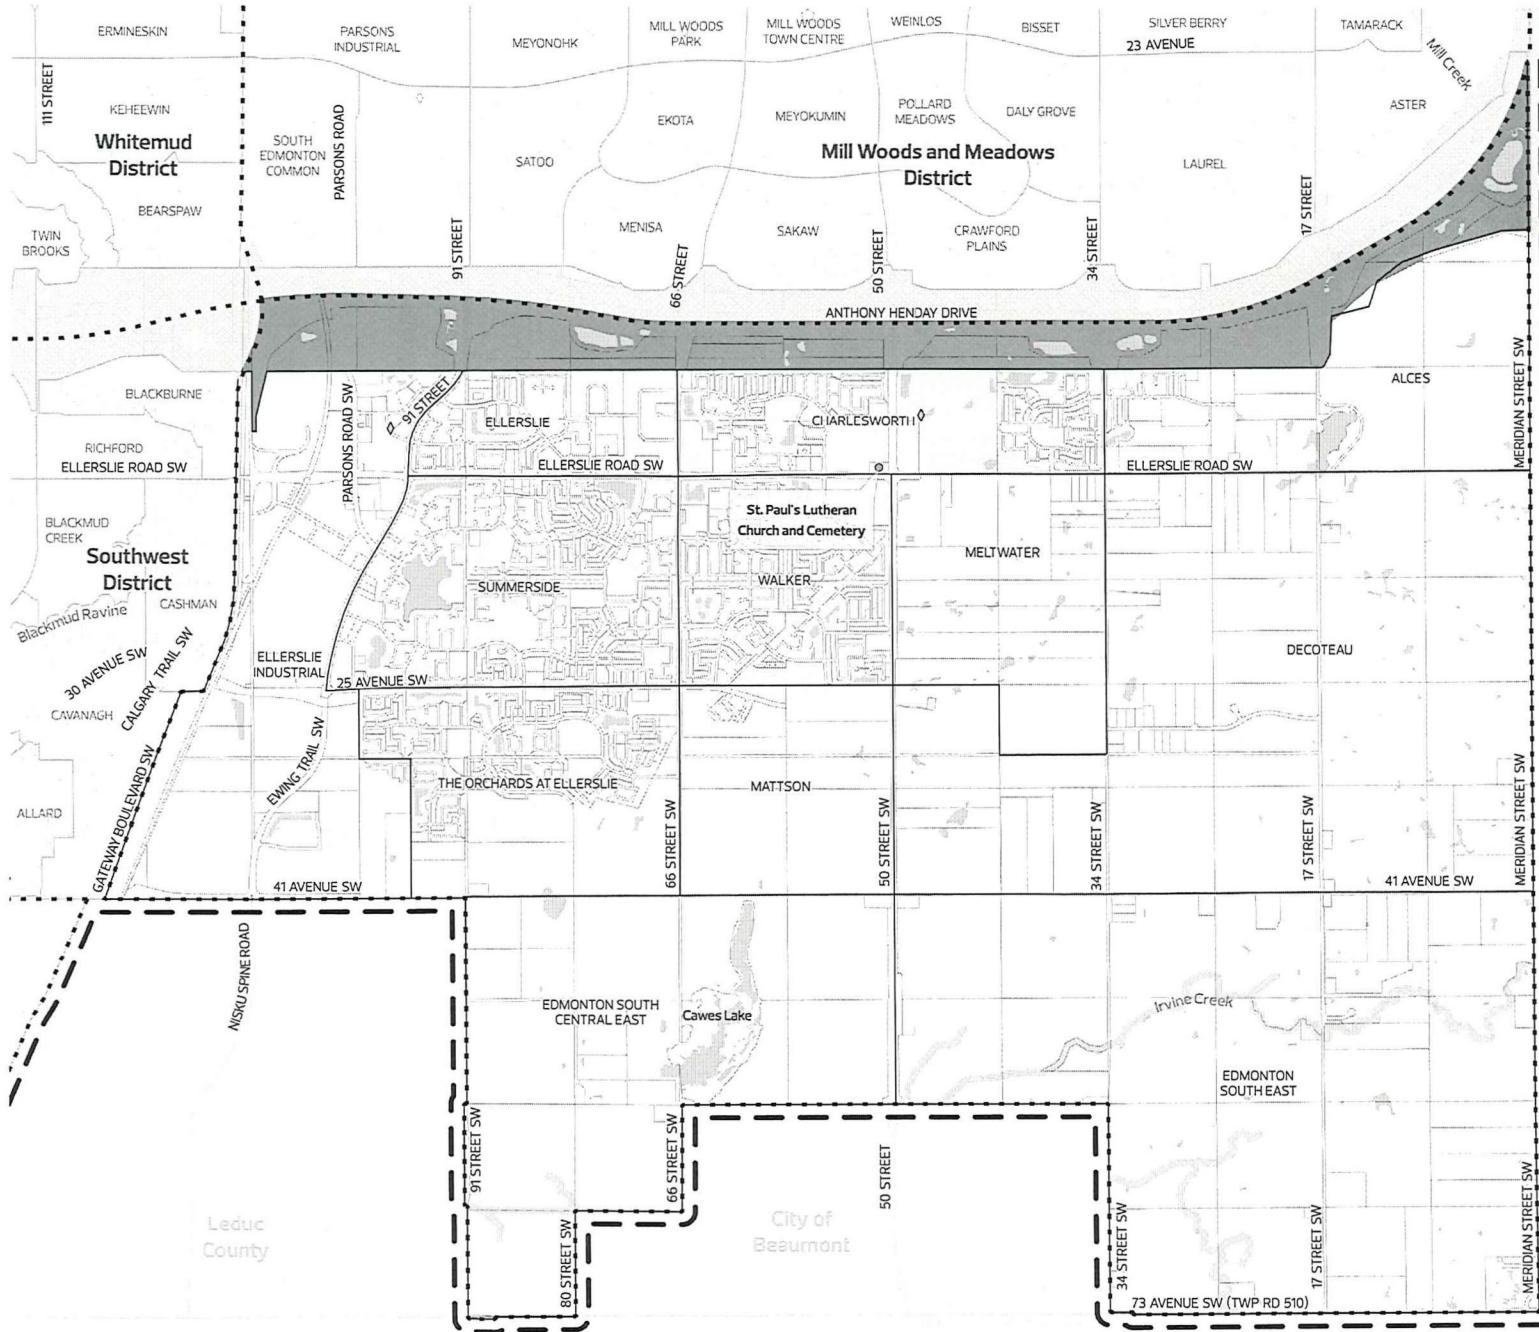 ERMINESKIN
PARSONS
INDUSTRIAL
MEYONOHK
MILL WOODS
PARK
MILL WOODS
TOWN CENTRE
WEINLOS
BISSET
SILVER BERRY
TAMARACK
23 AVENUE
Mill Creek
111 STREET
KEHEEWIN
Whitemud
District
SOUTH
EDMONTON
COMMON
PARSONS ROAD
SATOO
EKOTA
MEYOKUMIN
POLLARD
MEADOWS
DALY GROVE
ASTER
Mill Woods and Meadows
District
LAUREL
BEARSPAW
TWIN
BROOKS
91 STREET
MENISA
66 STREET
SAKAW
50 STREET
CRAWFORD
PLAINS
34 STREET
17 STREET
ANTHONY HENDAY DRIVE
MERIDIAN STREET SW
BLACKBURNE
PARSONS ROAD SW
91 STREET
ELLERSLIE
CHARLESWORTH
ALCES
RICHFORD
ELLERSLIE ROAD SW
ELLERSLIE ROAD SW
ELLERSLIE ROAD SW
St. Paul's Lutheran
Church and Cemetery
BLACKMUD
CREEK
Southwest
District
MELTWATER
SUMMERSIDE
WALKER
CASHMAN
Blackmud Ravine
30 AVENUE SW
CALGARY TRAIL SW
ELLERSLIE
INDUSTRIAL
25 AVENUE SW
DECOTEAU
CAVANAGH
EWING TRAIL SW
THE ORCHARDS AT ELLERSLIE
MATTSON
ALLARD
GATEWAY BOULEVARD SW
66 STREET SW
50 STREET SW
34 STREET SW
17 STREET SW
MERIDIAN STREET SW
41 AVENUE SW
41 AVENUE SW
NISKU SPINE ROAD
EDMONTON SOUTH
CENTRAL EAST
Cawes Lake
Irvine Creek
EDMONTON
SOUTH EAST
91 STREET SW
66 STREET SW
50 STREET
Leduc
County
City of
Beaumont
80 STREET SW
34 STREET SW
17 STREET SW
MERIDIAN STREET SW
73 AVENUE SW (TWP RD 510)